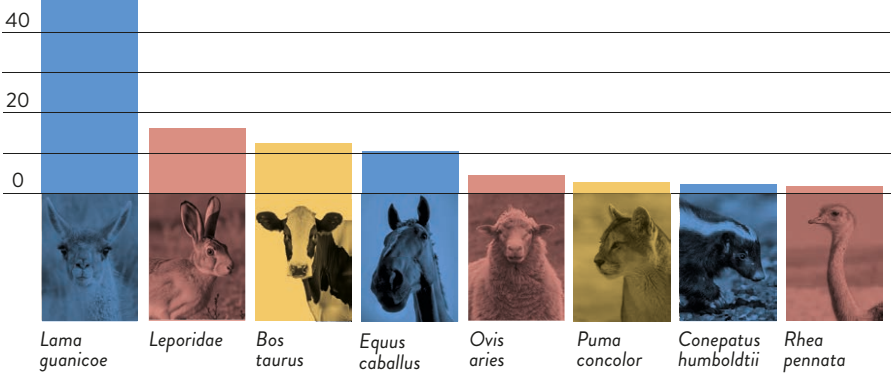 40
20
0
Lama
guanicoe
Leporidae
Bos
taurus
Equus
caballus
Ovis
aries
Puma
concolor
Conepatus
humboldtii
Rhea
pennata